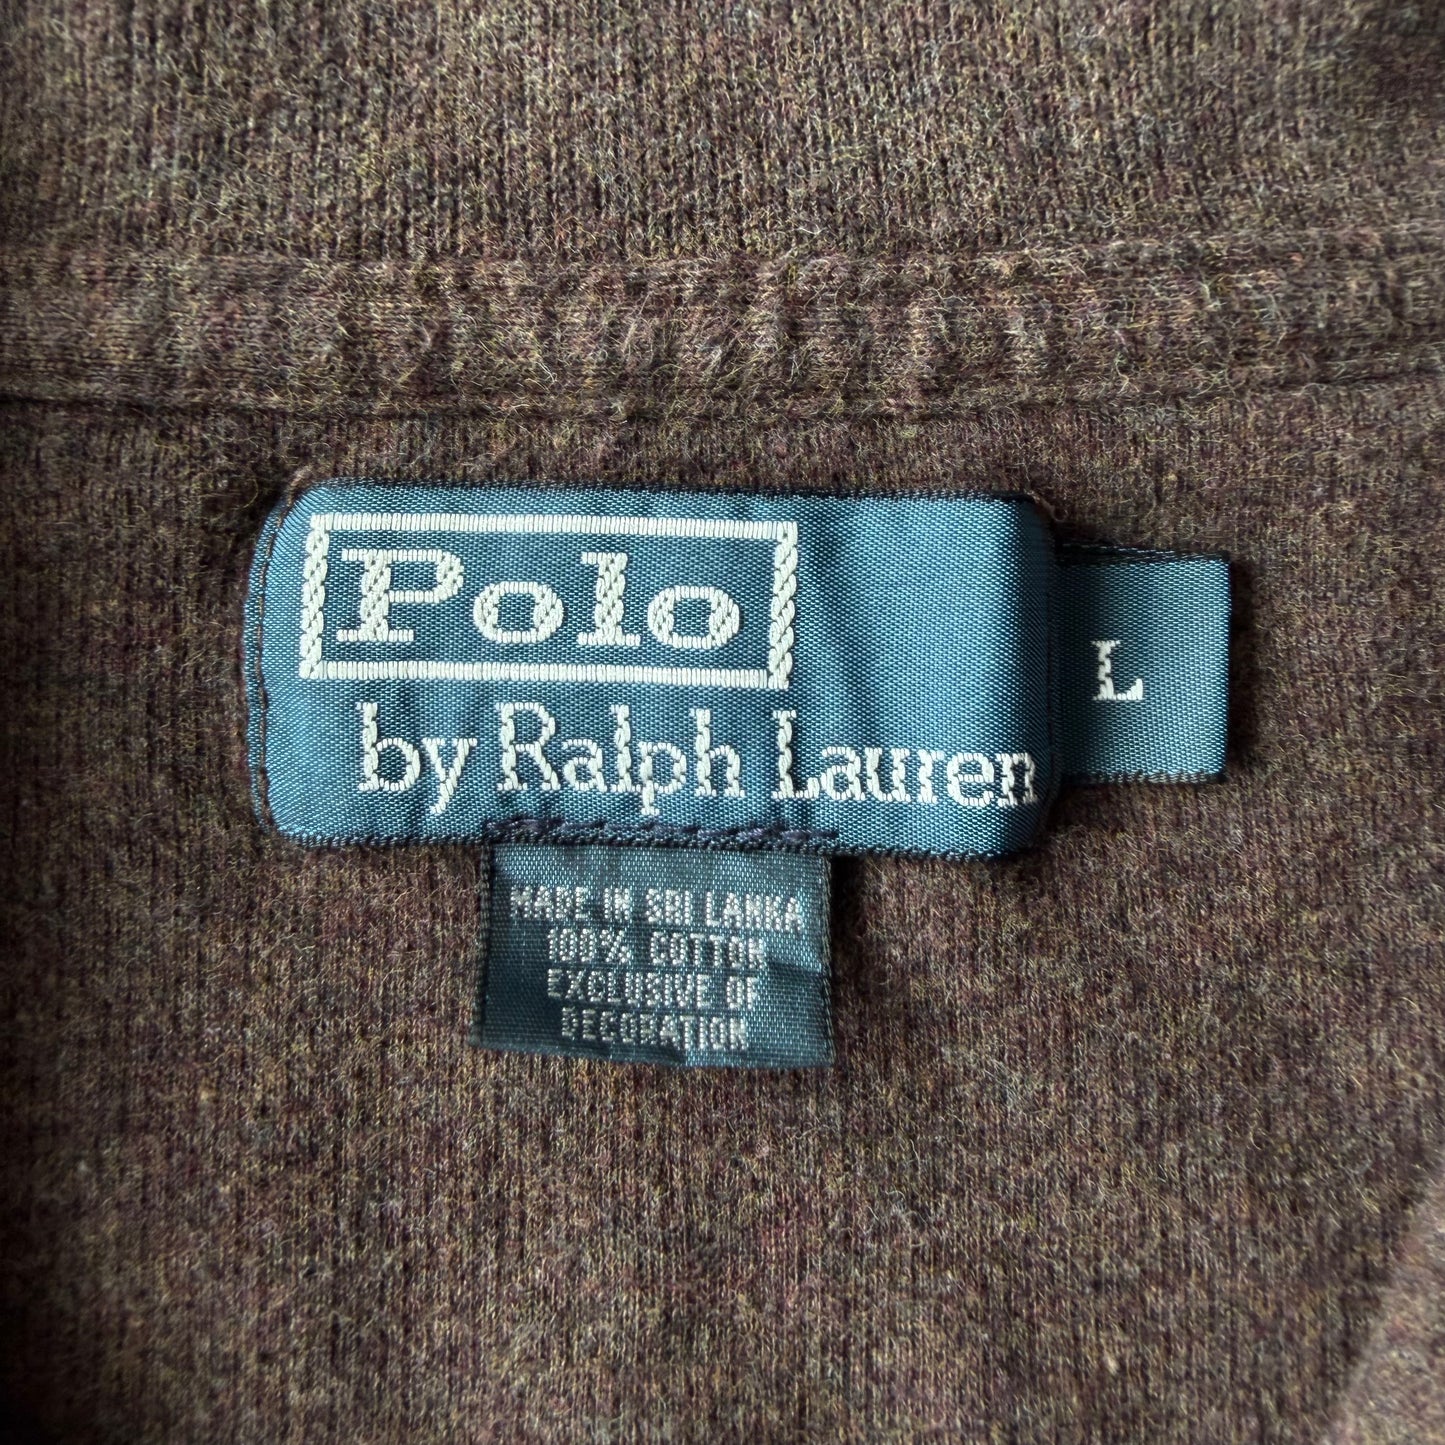 Polo
by Ralph Lauren
L
MADE IN SRI LANKA
100% COTTON
EXCLUSIVE OF
DECORATION